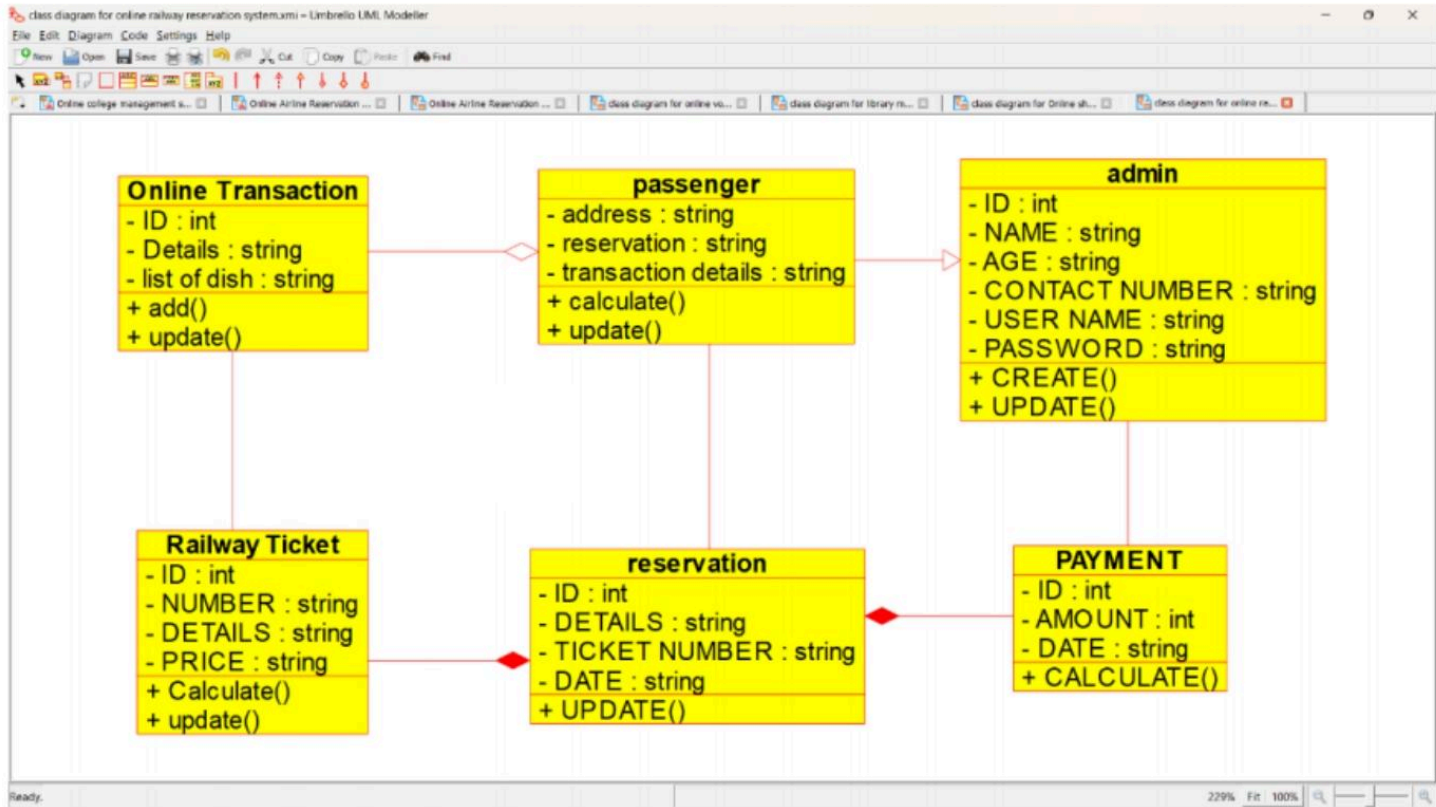 class diagram for online railway reservation system.xmi – Umbrello UML Modeller
File Edit Diagram Code Settings Help
New Open Save Cut Copy Paste Find
Online college management s... Online Airline Reservation ... Online Airline Reservation ... class diagram for online vo... class diagram for library m... class diagram for Online sh... class diagram for online ra...
Online Transaction
- ID : int
- Details : string
- list of dish : string
+ add()
+ update()
passenger
- address : string
- reservation : string
- transaction details : string
+ calculate()
+ update()
admin
- ID : int
- NAME : string
- AGE : string
- CONTACT NUMBER : string
- USER NAME : string
- PASSWORD : string
+ CREATE()
+ UPDATE()
Railway Ticket
- ID : int
- NUMBER : string
- DETAILS : string
- PRICE : string
+ Calculate()
+ update()
reservation
- ID : int
- DETAILS : string
- TICKET NUMBER : string
- DATE : string
+ UPDATE()
PAYMENT
- ID : int
- AMOUNT : int
- DATE : string
+ CALCULATE()
Ready.
229% Fit 100%